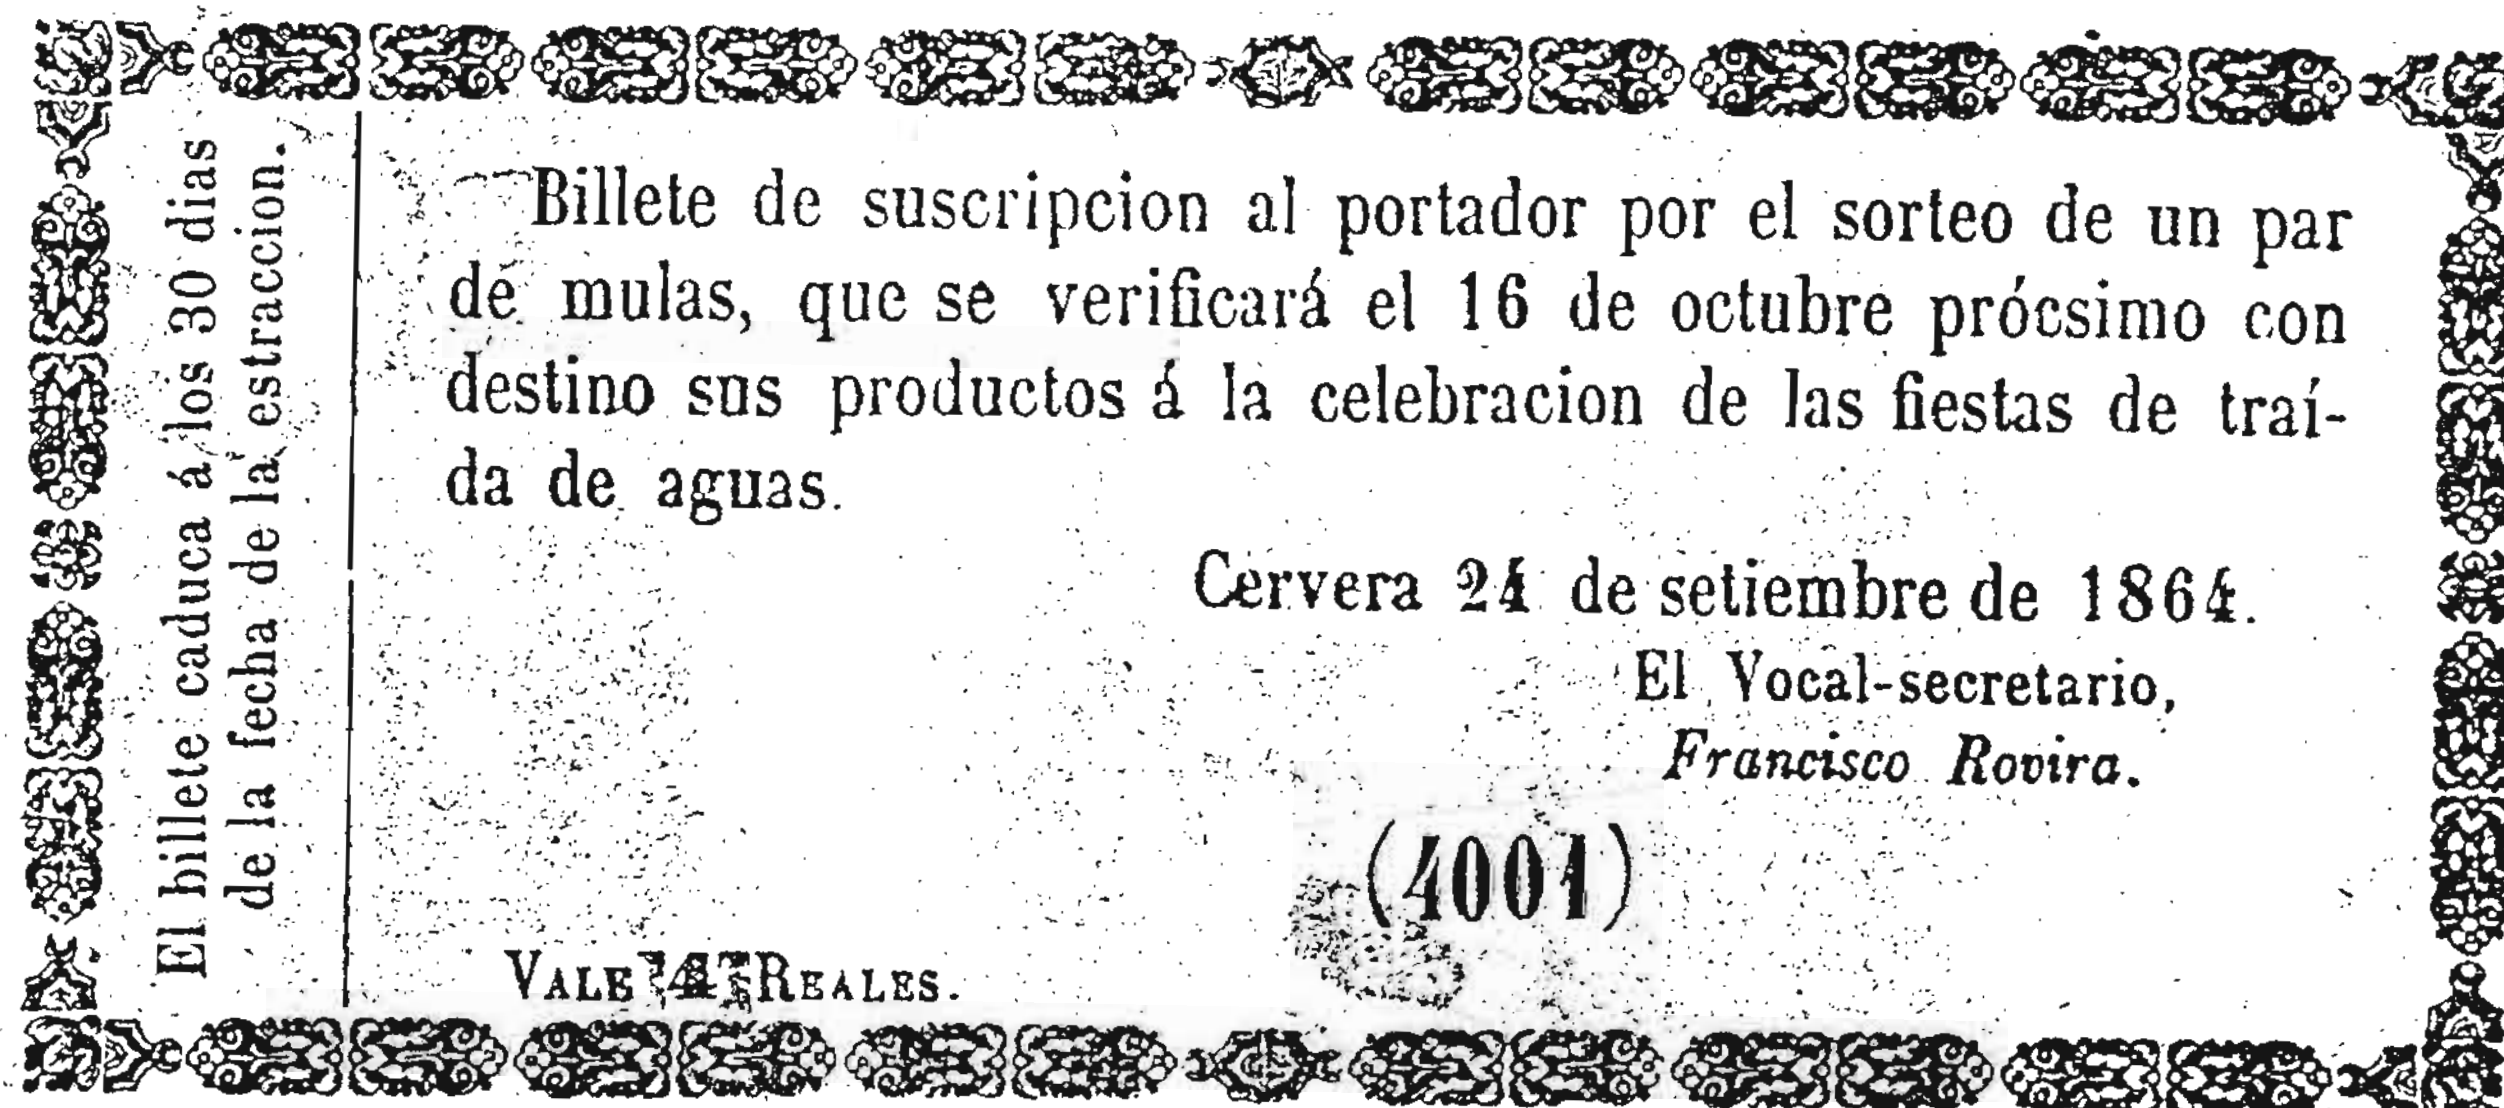 El billete caduca á los 30 dias
de la fecha de la estraccion.
Billete de suscripcion al portador por el sorteo de un par
de mulas, que se verificará el 16 de octubre prócsimo con
destino sus productos á la celebracion de las fiestas de traí-
da de aguas.
Cervera 24 de setiembre de 1864.
El Vocal-secretario,
Francisco Rovira.
(4001)
VALE 4 REALES.